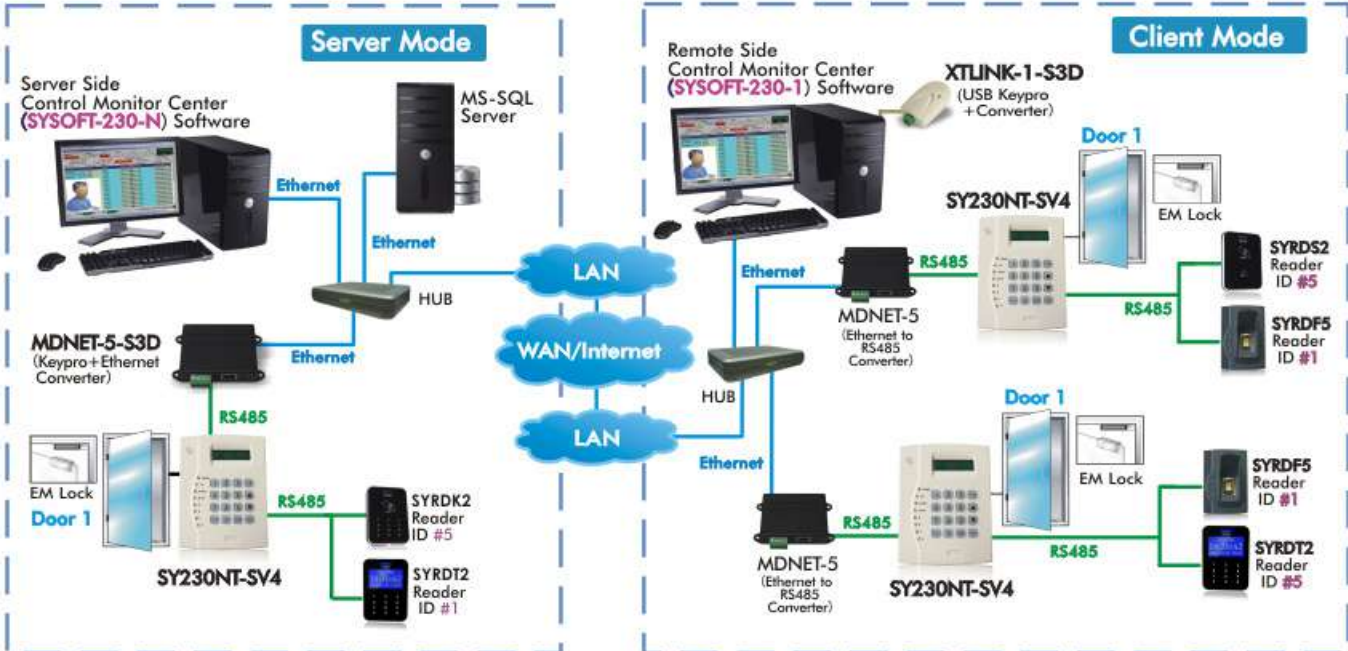 Server Mode
Server Side
Control Monitor Center
(SYSOFT-230-N) Software
MS-SQL
Server
Ethernet
Ethernet
HUB
MDNET-5-S3D
(Keypro+Ethernet
Converter)
Ethernet
RS485
EM Lock
Door 1
RS485
SY230NT-SV4
SYRDK2
Reader
ID #5
SYRDT2
Reader
ID #1
LAN
WAN/Internet
LAN
Client Mode
Remote Side
Control Monitor Center
(SYSOFT-230-1) Software
XTLINK-1-S3D
(USB Keypro
+Converter)
Door 1
EM Lock
SY230NT-SV4
Ethernet
RS485
MDNET-5
(Ethernet to
RS485
Converter)
RS485
SYRDS2
Reader
ID #5
SYRDF5
Reader
ID #1
HUB
Ethernet
Door 1
EM Lock
MDNET-5
(Ethernet to
RS485
Converter)
RS485
SY230NT-SV4
RS485
SYRDF5
Reader
ID #1
SYRDT2
Reader
ID #5